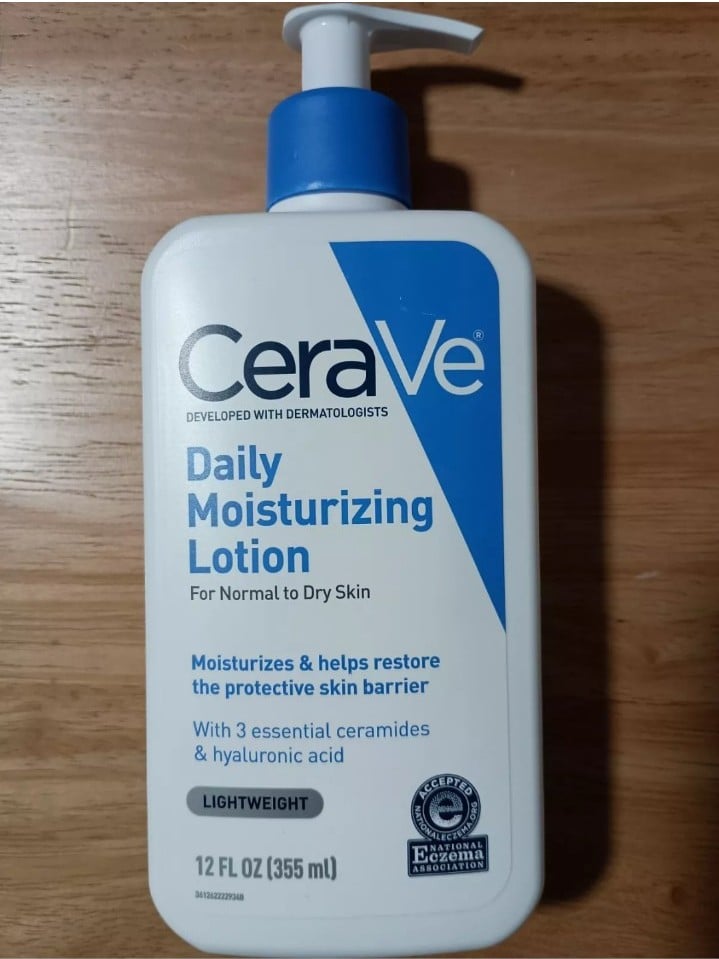 CeraVe®
DEVELOPED WITH DERMATOLOGISTS
Daily
Moisturizing
Lotion
For Normal to Dry Skin
Moisturizes & helps restore
the protective skin barrier
With 3 essential ceramides
& hyaluronic acid
LIGHTWEIGHT
12 FL OZ (355 ml)
ACCEPTED
NATIONALECZEMA.ORG
NATIONAL
Eczema
ASSOCIATION